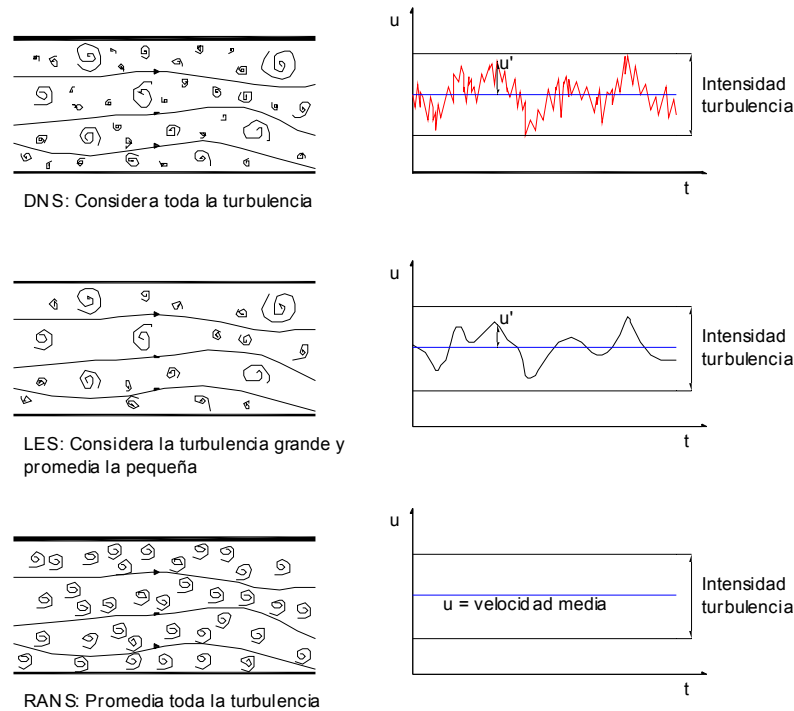 u
u'
Intensidad
turbulencia
t
DNS: Considera toda la turbulencia
u
u'
Intensidad
turbulencia
t
LES: Considera la turbulencia grande y
promedia la pequeña
u
u = velocidad media
Intensidad
turbulencia
t
RANS: Promedia toda la turbulencia